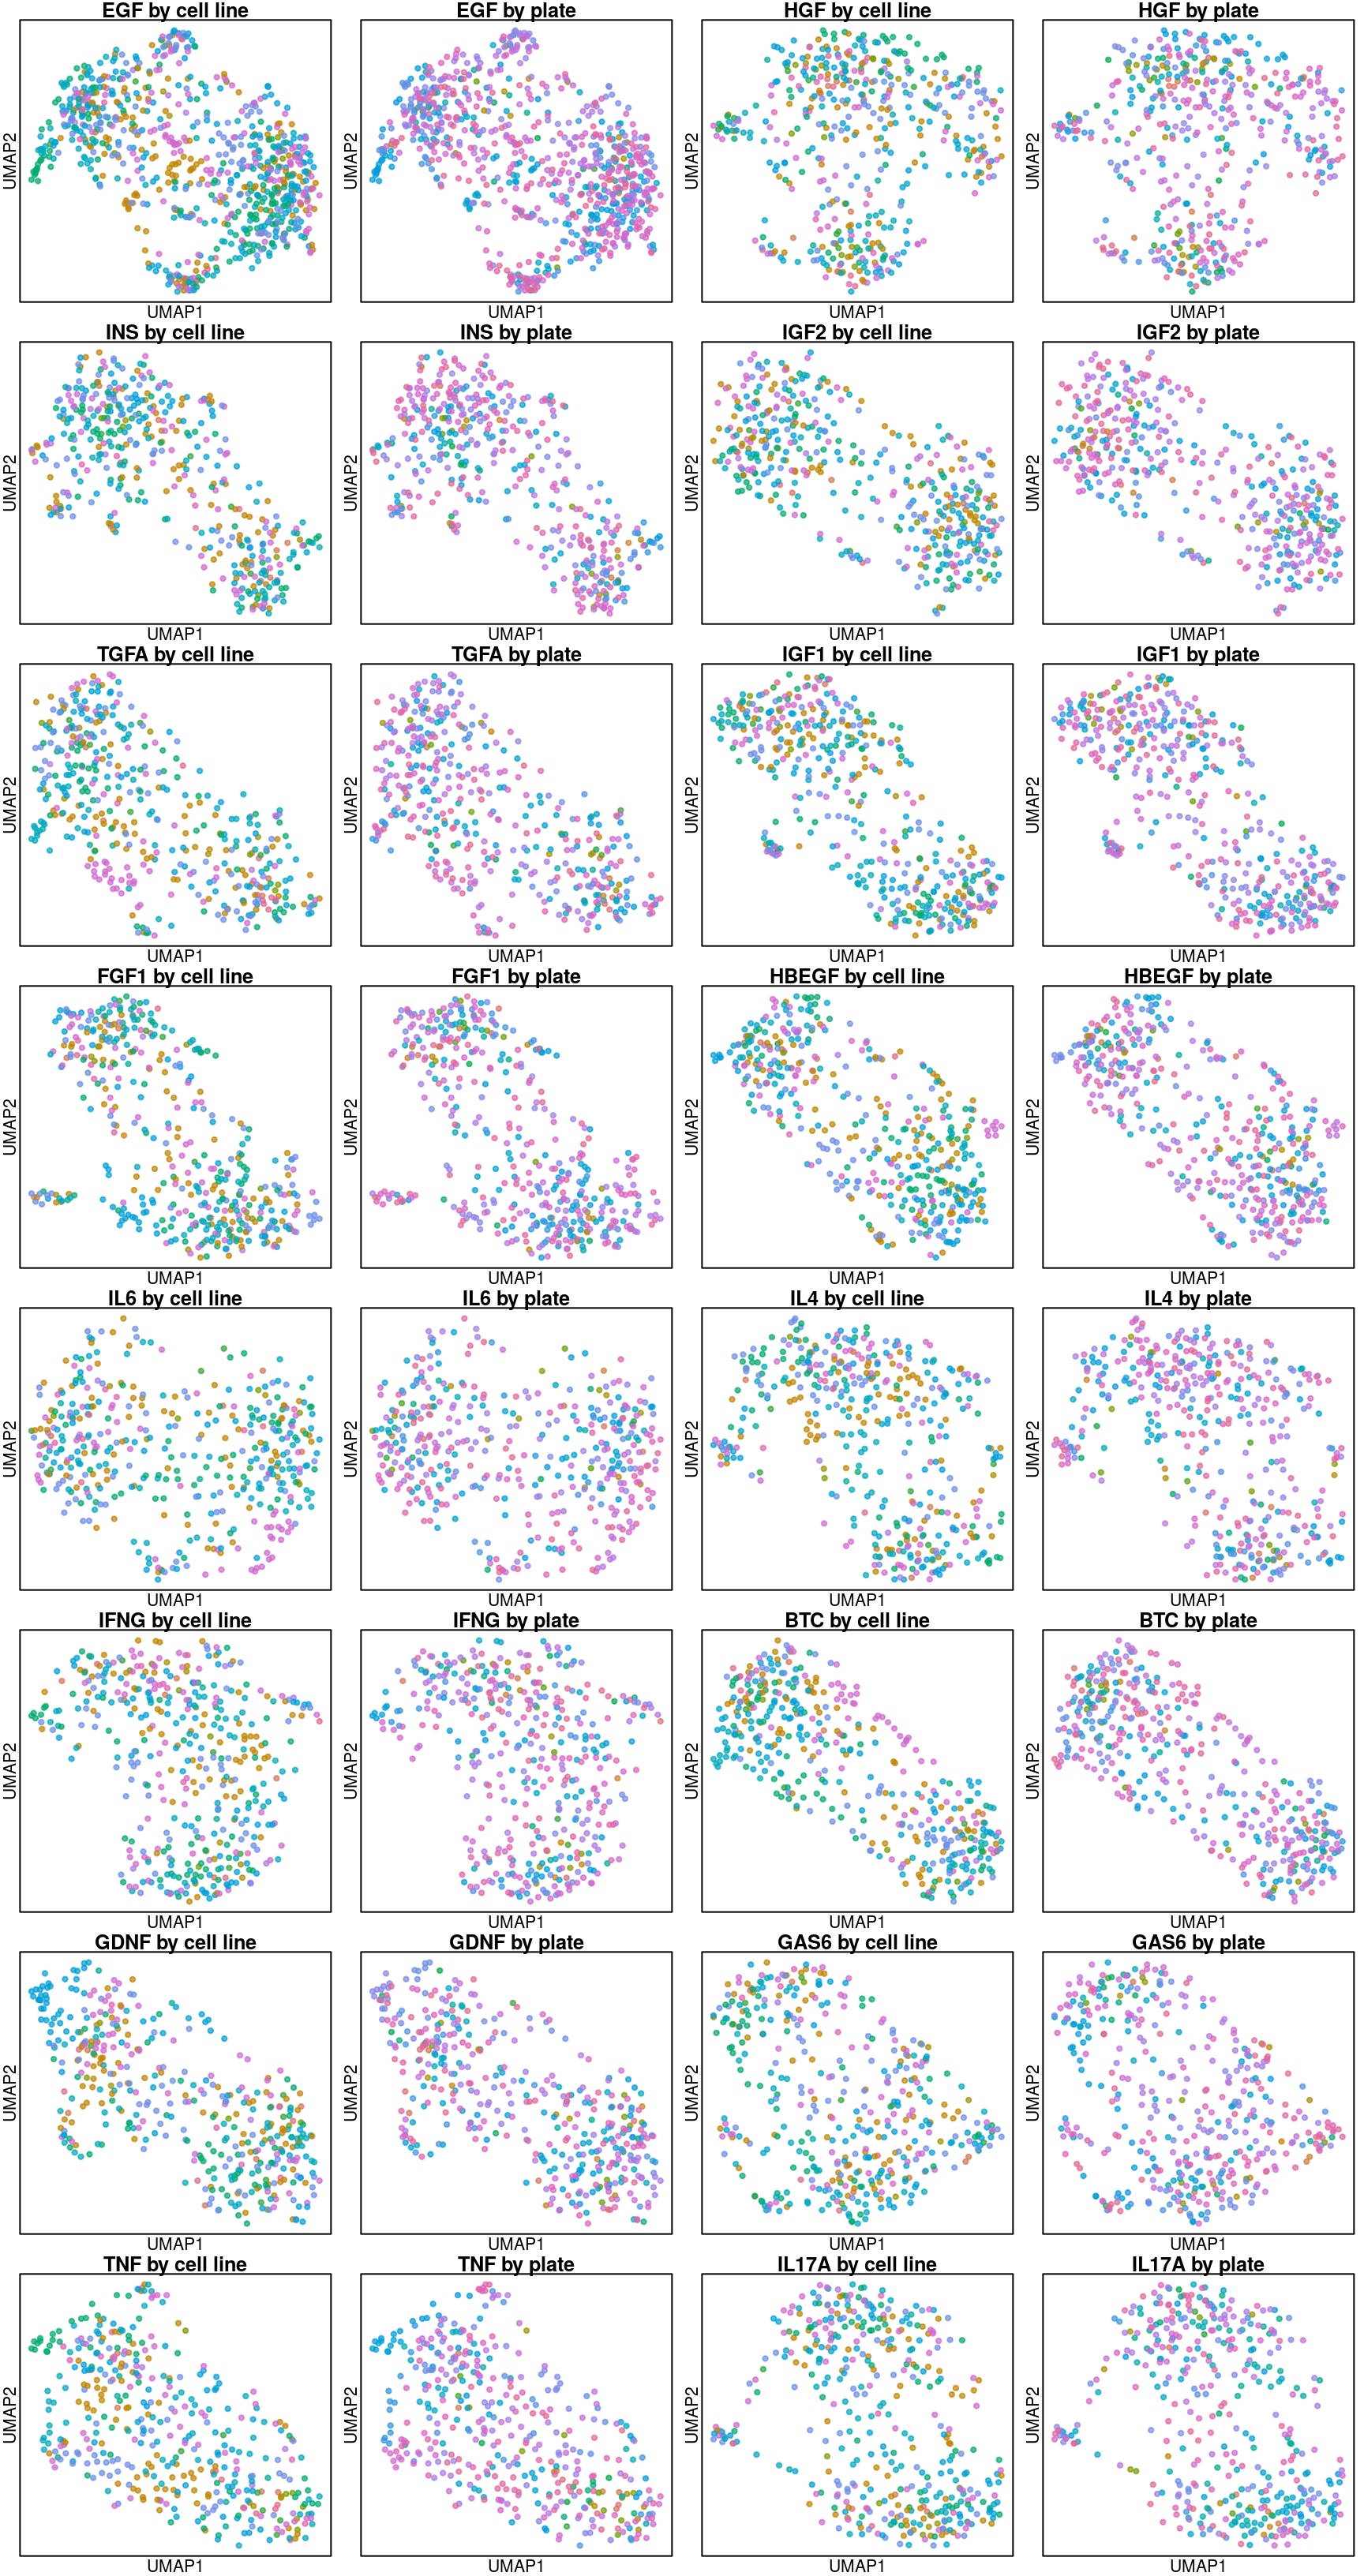 EGF by cell line EGF by plate HGF by cell line HGF by plate
UMAP2 UMAP2 UMAP2 UMAP2
UMAP1 UMAP1 UMAP1 UMAP1
INS by cell line INS by plate IGF2 by cell line IGF2 by plate
UMAP2 UMAP2 UMAP2 UMAP2
UMAP1 UMAP1 UMAP1 UMAP1
TGFA by cell line TGFA by plate IGF1 by cell line IGF1 by plate
UMAP2 UMAP2 UMAP2 UMAP2
UMAP1 UMAP1 UMAP1 UMAP1
FGF1 by cell line FGF1 by plate HBEGF by cell line HBEGF by plate
UMAP2 UMAP2 UMAP2 UMAP2
UMAP1 UMAP1 UMAP1 UMAP1
IL6 by cell line IL6 by plate IL4 by cell line IL4 by plate
UMAP2 UMAP2 UMAP2 UMAP2
UMAP1 UMAP1 UMAP1 UMAP1
IFNG by cell line IFNG by plate BTC by cell line BTC by plate
UMAP2 UMAP2 UMAP2 UMAP2
UMAP1 UMAP1 UMAP1 UMAP1
GDNF by cell line GDNF by plate GAS6 by cell line GAS6 by plate
UMAP2 UMAP2 UMAP2 UMAP2
UMAP1 UMAP1 UMAP1 UMAP1
TNF by cell line TNF by plate IL17A by cell line IL17A by plate
UMAP2 UMAP2 UMAP2 UMAP2
UMAP1 UMAP1 UMAP1 UMAP1